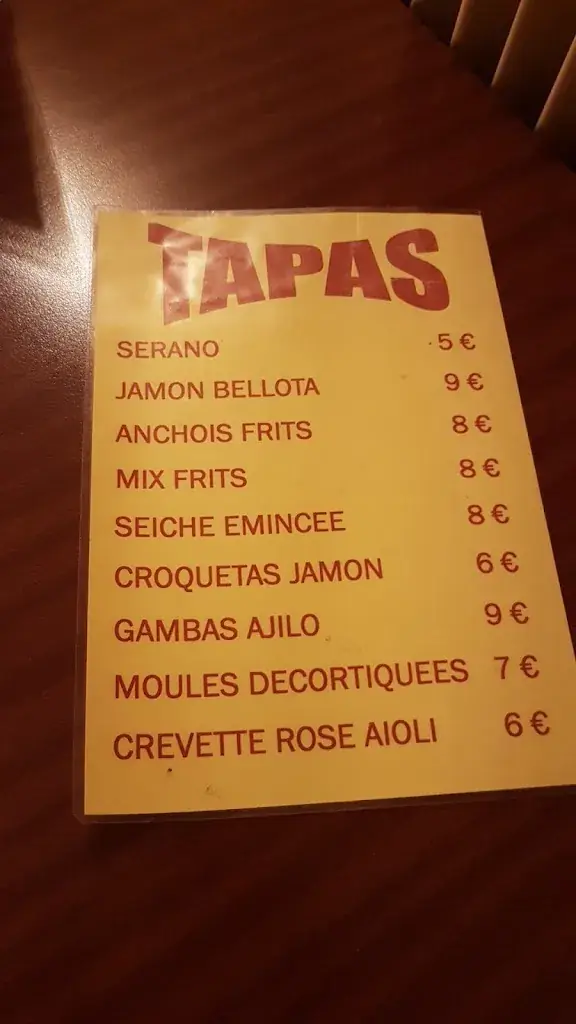 TAPAS
SERANO 5 €
JAMON BELLOTA 9 €
ANCHOIS FRITS 8 €
MIX FRITS 8 €
SEICHE EMINCEE 8 €
CROQUETAS JAMON 6 €
GAMBAS AJILO 9 €
MOULES DECORTIQUEES 7 €
CREVETTE ROSE AIOLI 6 €